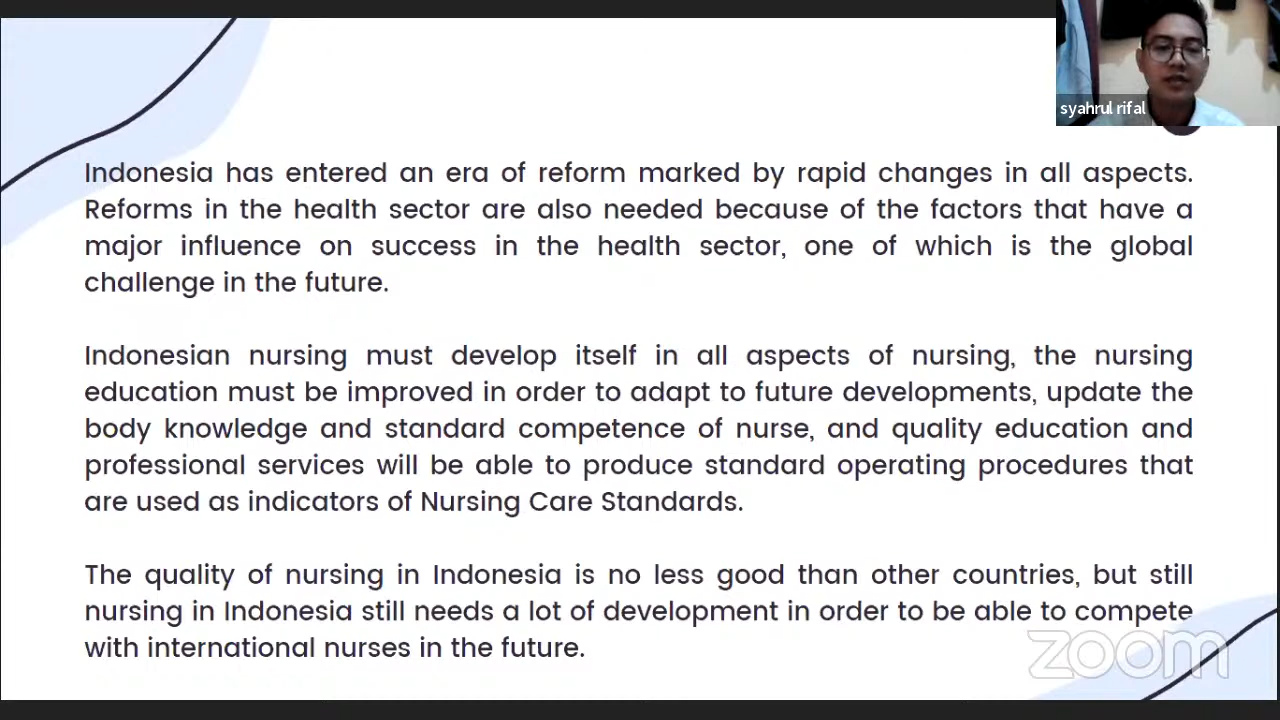 syahrul rifal
Indonesia has entered an era of reform marked by rapid changes in all aspects.
Reforms in the health sector are also needed because of the factors that have a
major influence on success in the health sector, one of which is the global
challenge in the future.
Indonesian nursing must develop itself in all aspects of nursing, the nursing
education must be improved in order to adapt to future developments, update the
body knowledge and standard competence of nurse, and quality education and
professional services will be able to produce standard operating procedures that
are used as indicators of Nursing Care Standards.
The quality of nursing in Indonesia is no less good than other countries, but still
nursing in Indonesia still needs a lot of development in order to be able to compete
with international nurses in the future.
zoom